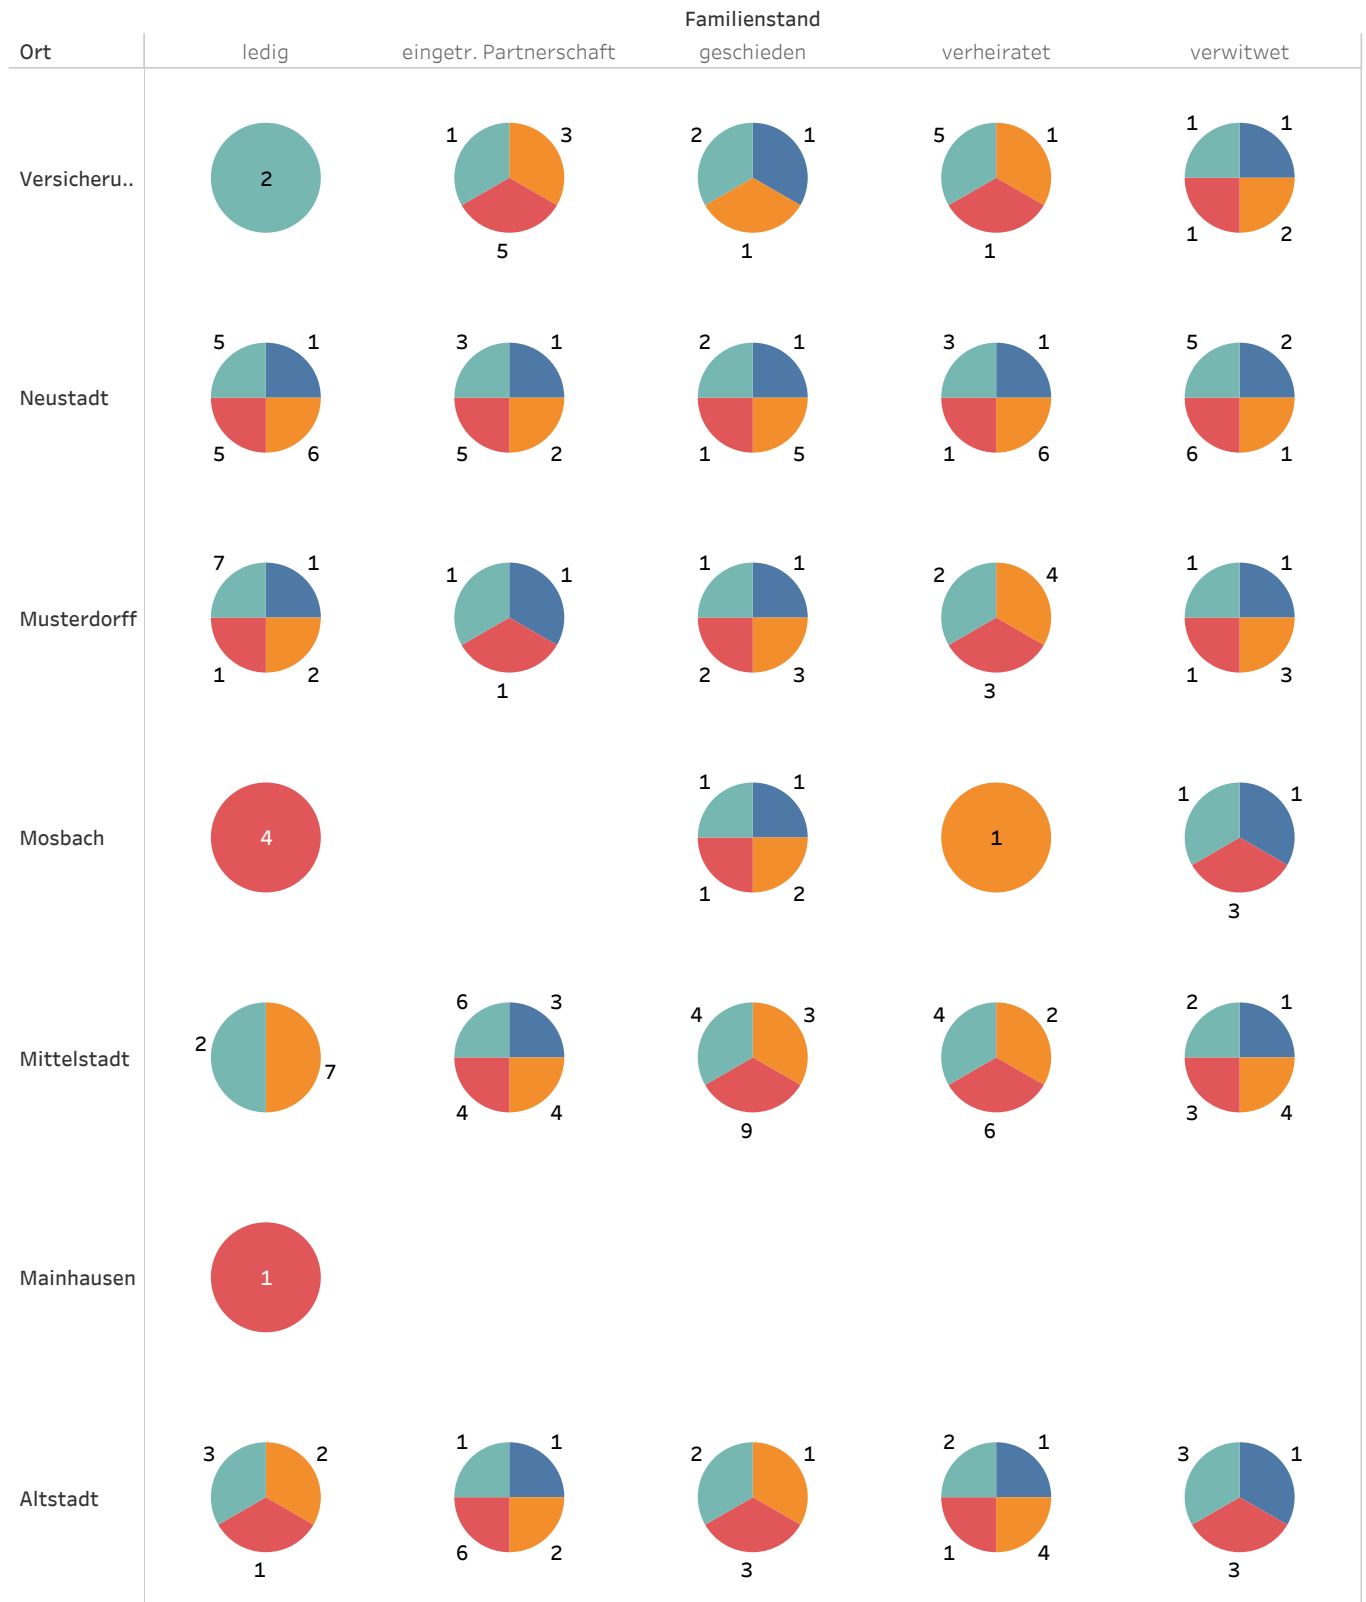 Familienstand
Ort ledig eingetr. Partnerschaft geschieden verheiratet verwitwet
1 3 2 1 5 1 1 1
Versicheru.. 2
5 1 1 1 2
5 1 3 1 2 1 3 1 5 2
Neustadt
5 6 5 2 1 5 1 6 6 1
7 1 1 1 1 1 2 4 1 1
Musterdorff
1 2 1 2 3 3 1 3
1 1 1 1
Mosbach 4 1
1 2 3
6 3 4 3 4 2 2 1
2
Mittelstadt
7
4 4 9 6 3 4
Mainhausen 1
3 2 1 1 2 1 2 1 3 1
Altstadt
1 6 2 3 1 4 3